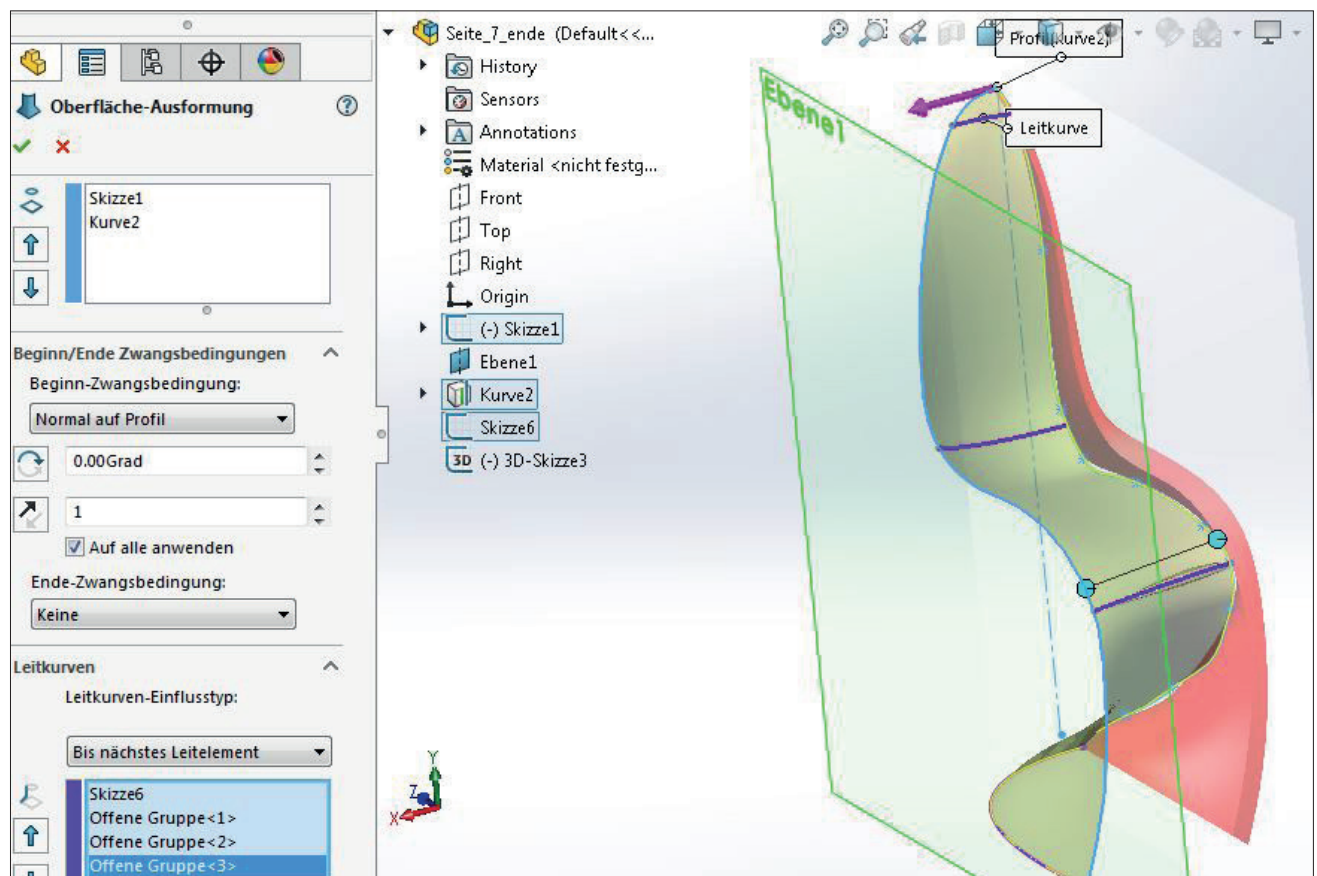 Oberfläche-Ausformung
Skizze1
Kurve2
Beginn/Ende Zwangsbedingungen
Beginn-Zwangsbedingung:
Normal auf Profil
0.00Grad
1
Auf alle anwenden
Ende-Zwangsbedingung:
Keine
Leitkurven
Leitkurven-Einflusstyp:
Bis nächstes Leitelement
Skizze6
Offene Gruppe<1>
Offene Gruppe<2>
Offene Gruppe<3>
Seite_7_ende (Default<<...
History
Sensors
Annotations
Material <nicht festg...
Front
Top
Right
Origin
(-) Skizze1
Ebene1
Kurve2
Skizze6
3D (-) 3D-Skizze3
Profil(Kurve2)
Leitkurve
Ebene1
Y
Z
X